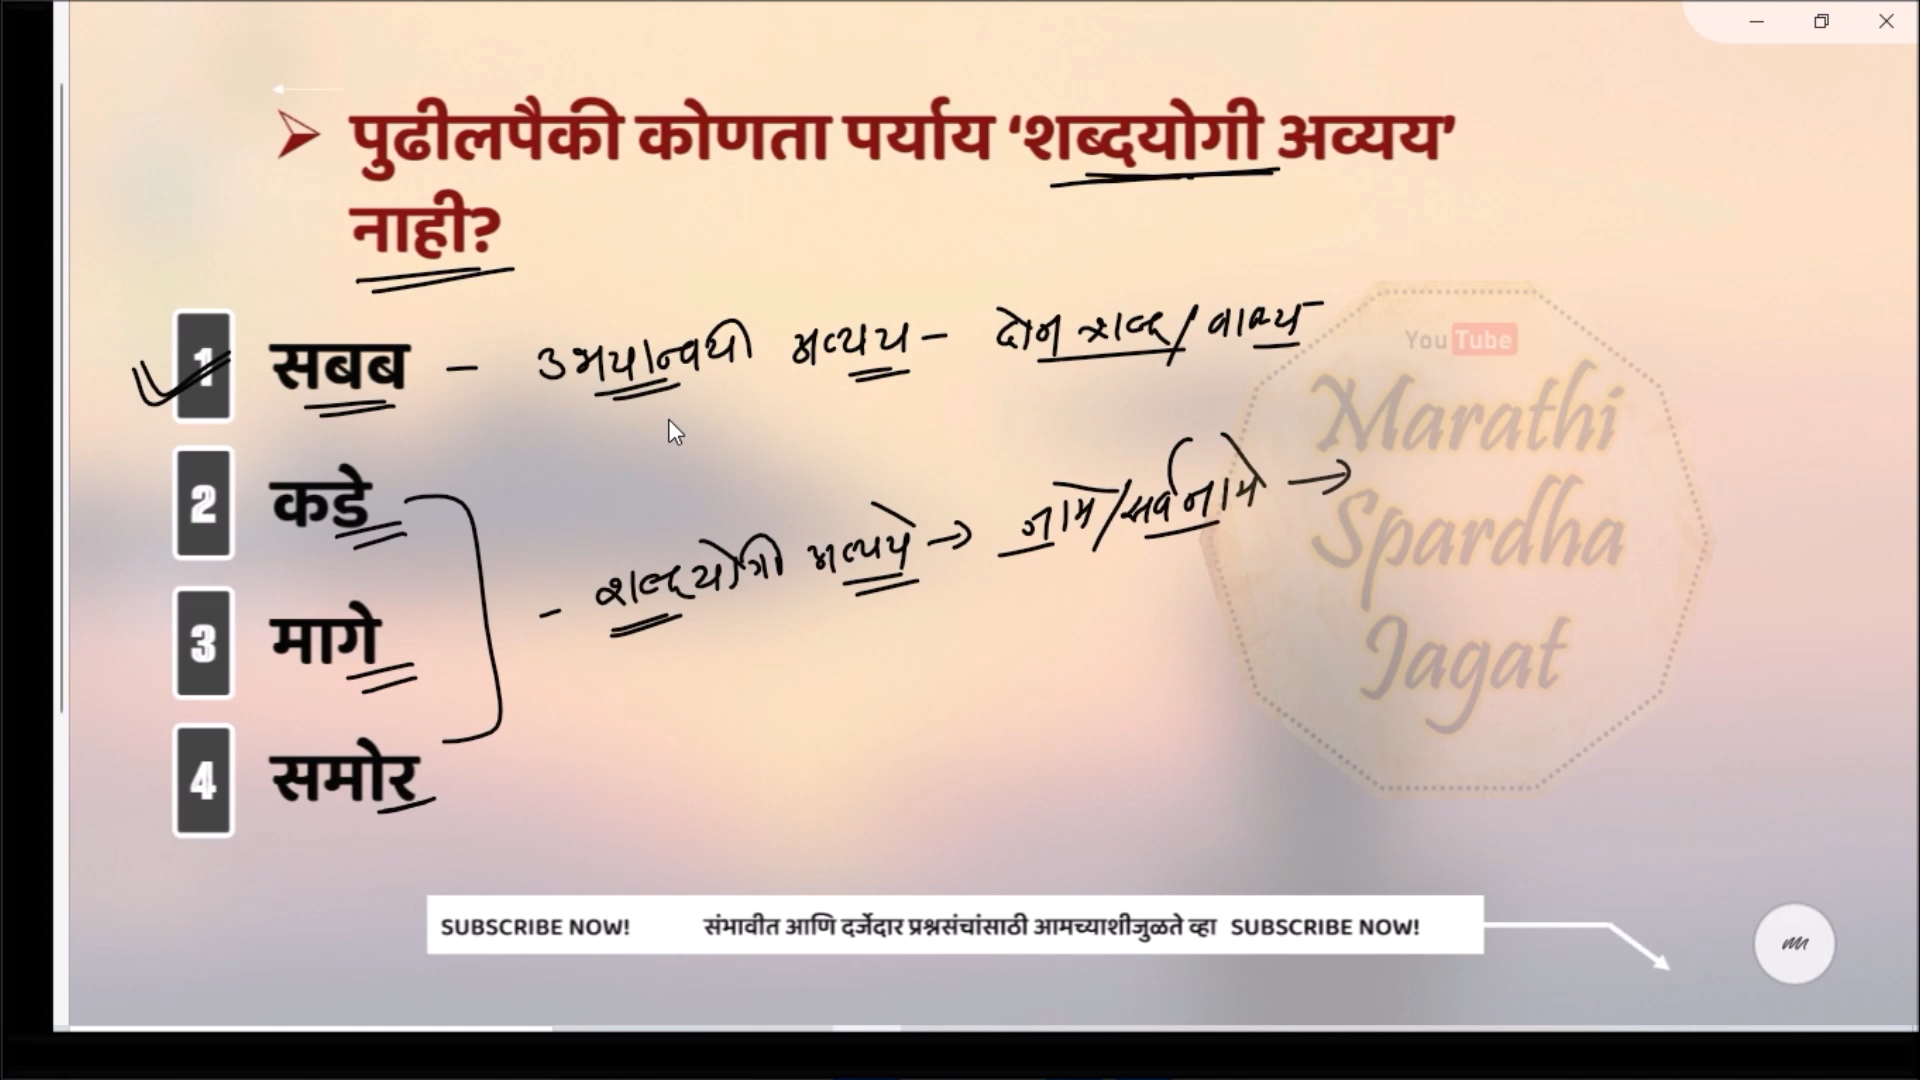 पुढीलपैकी कोणता पर्याय ‘शब्दयोगी अव्यय’
नाही?
1 सबब – उभयान्वयी अव्यय – दोन शब्द/वाक्य
2 कडे
3 मागे
– शब्दयोगी अव्यये → नामे/सर्वनामे →
4 समोर
YouTube
Marathi
Spardha
Jagat
SUBSCRIBE NOW! संभावीत आणि दर्जेदार प्रश्नसंचांसाठी आमच्याशीजुळते व्हा SUBSCRIBE NOW!